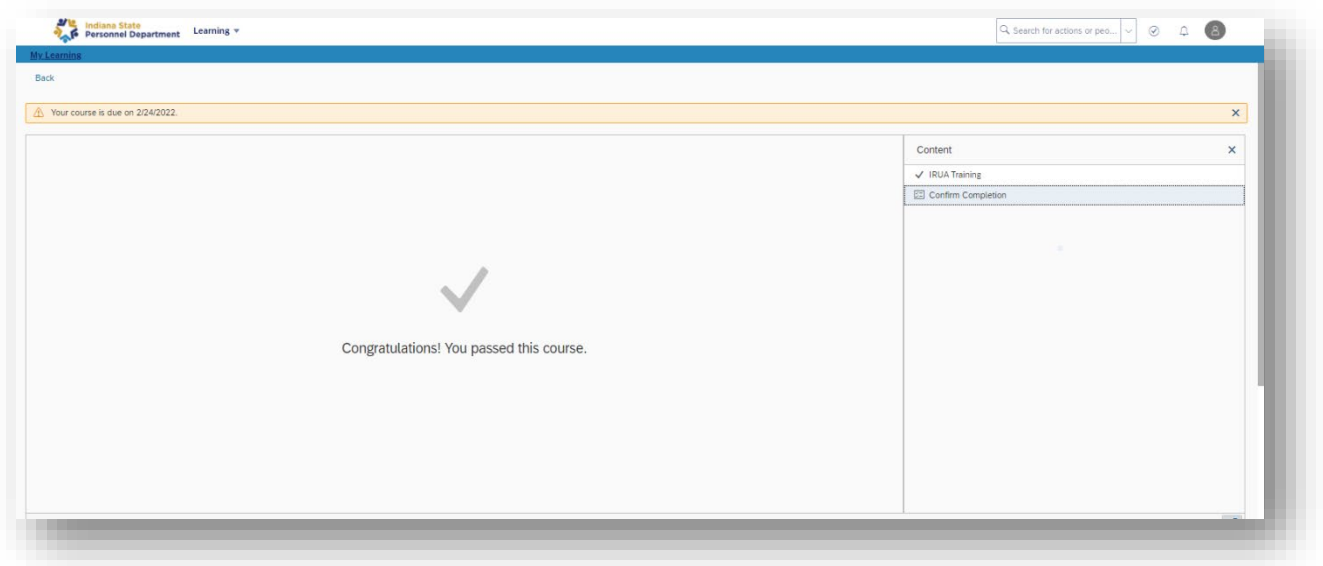 Indiana State
Personnel Department
Learning
Search for actions or peo...
My Learning
Back
Your course is due on 2/24/2022.
Content
IRUA Training
Confirm Completion
Congratulations! You passed this course.